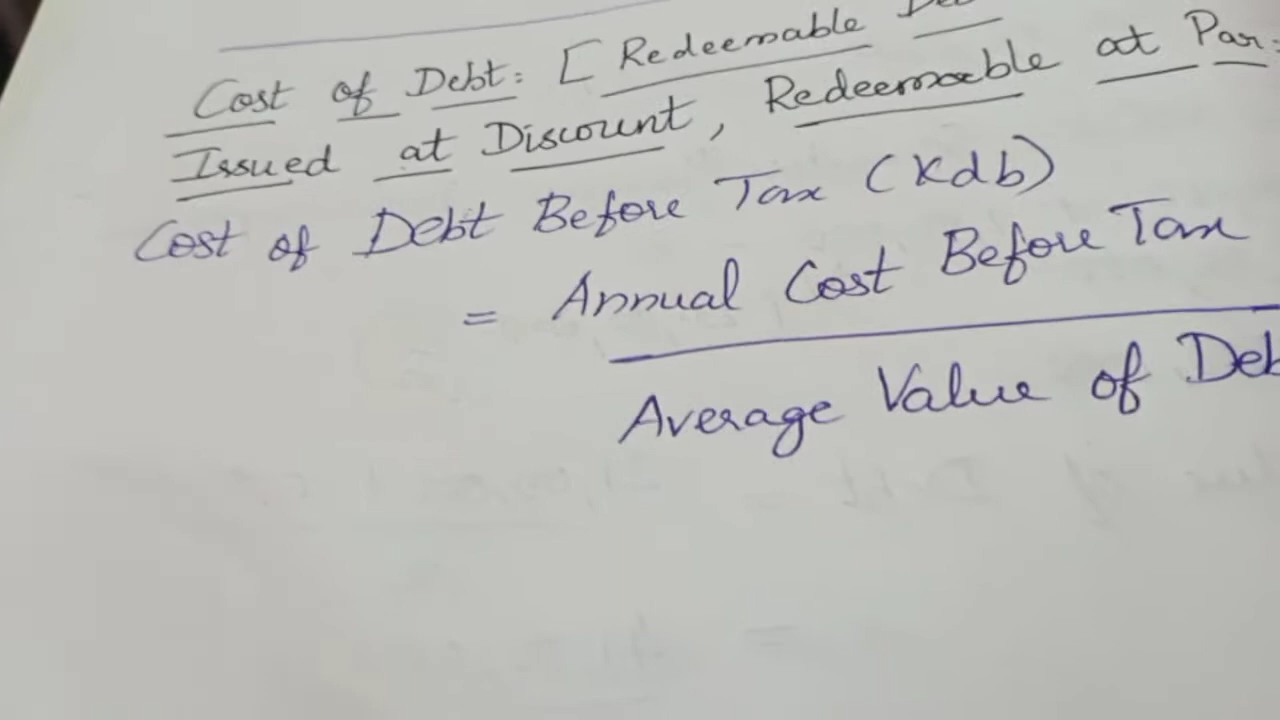 Cost of Debt: [Redeemable
Issued at Discount, Redeemable at Par.
Cost of Debt Before Tax (Kdb)
= Annual Cost Before Tax
Average Value of Deb